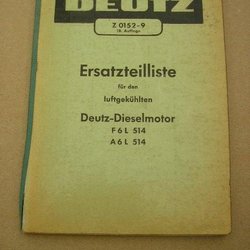 DEUTZ
Z 0152-9
18. Auflage
Ersatzteilliste
für den
luftgekühlten
Deutz-Dieselmotor
F 6 L 514
A 6 L 514